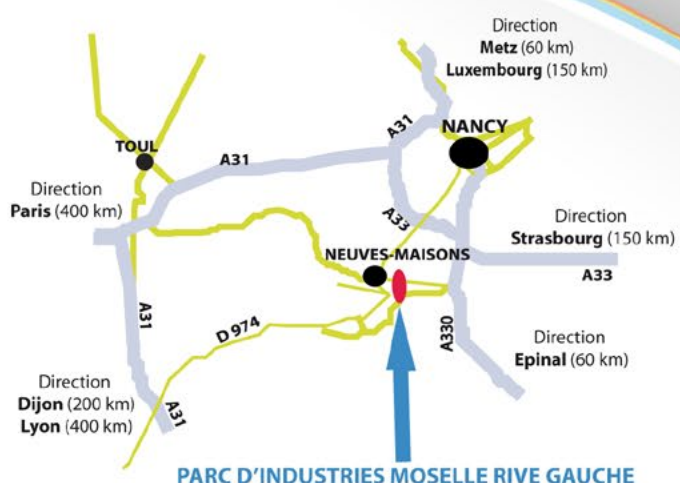 Direction
Metz (60 km)
Luxembourg (150 km)
A31
NANCY
TOUL
A31
Direction
Paris (400 km)
A33
Direction
Strasbourg (150 km)
NEUVES-MAISONS
A33
A31
D 974
A330
Direction
Epinal (60 km)
Direction
Dijon (200 km)
Lyon (400 km)
A31
PARC D'INDUSTRIES MOSELLE RIVE GAUCHE